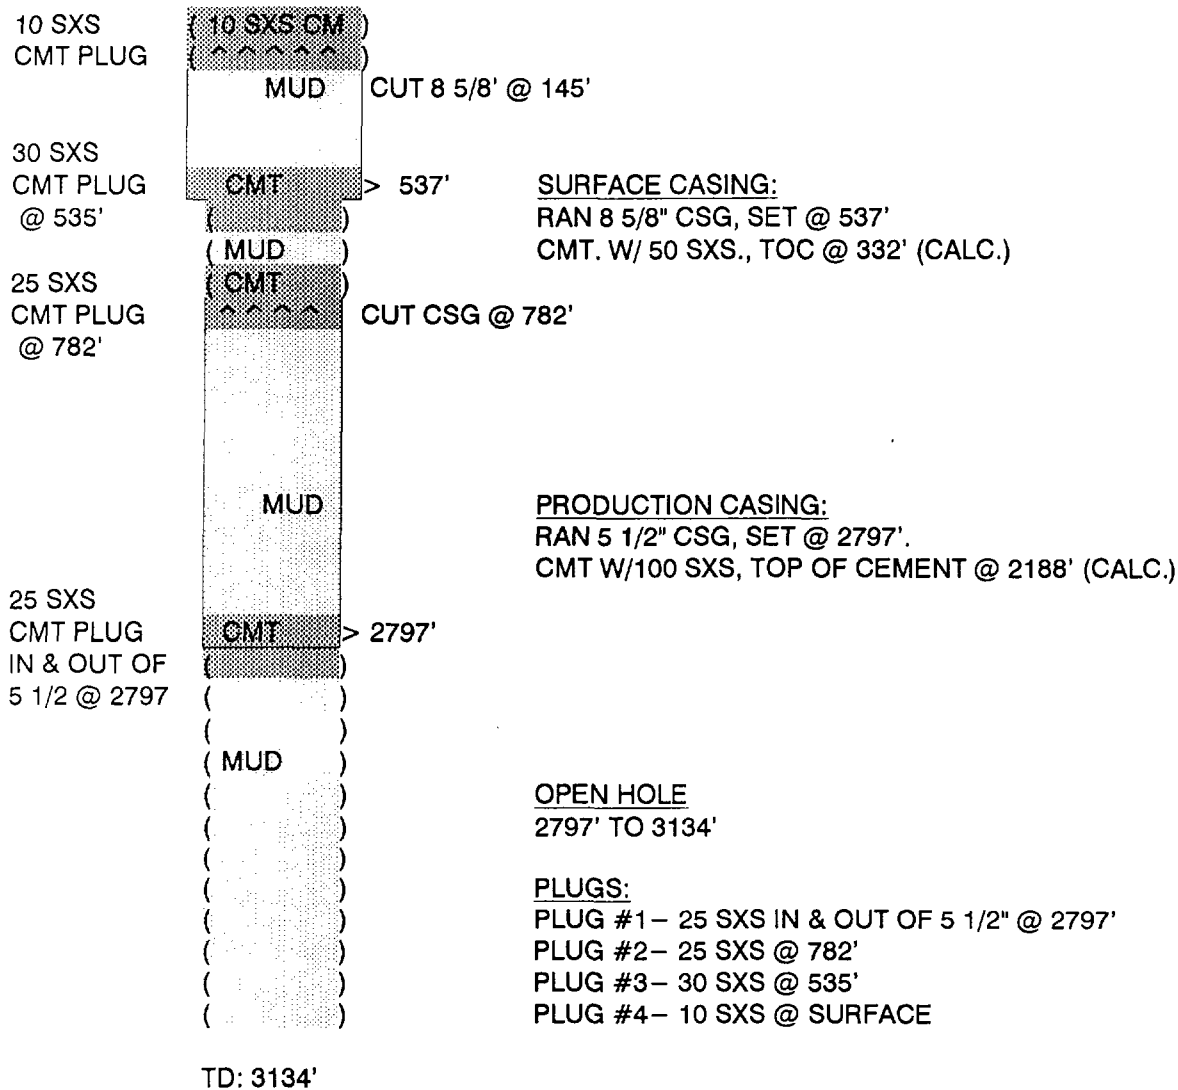 10 SXS
CMT PLUG
( 10 SXS CM )
( ^ ^ ^ ^ ^ )
MUD
CUT 8 5/8' @ 145'
30 SXS
CMT PLUG
@ 535'
CMT
> 537'
SURFACE CASING:
RAN 8 5/8" CSG, SET @ 537'
CMT. W/ 50 SXS., TOC @ 332' (CALC.)
( )
( MUD )
25 SXS
CMT PLUG
@ 782'
( CMT )
^ ^ ^ ^
CUT CSG @ 782'
MUD
PRODUCTION CASING:
RAN 5 1/2" CSG, SET @ 2797'.
CMT W/100 SXS, TOP OF CEMENT @ 2188' (CALC.)
25 SXS
CMT PLUG
IN & OUT OF
5 1/2 @ 2797
CMT
> 2797'
( )
( )
( )
( MUD )
( )
( )
( )
( )
( )
( )
( )
( )
OPEN HOLE
2797' TO 3134'
PLUGS:
PLUG #1– 25 SXS IN & OUT OF 5 1/2" @ 2797'
PLUG #2– 25 SXS @ 782'
PLUG #3– 30 SXS @ 535'
PLUG #4– 10 SXS @ SURFACE
TD: 3134'